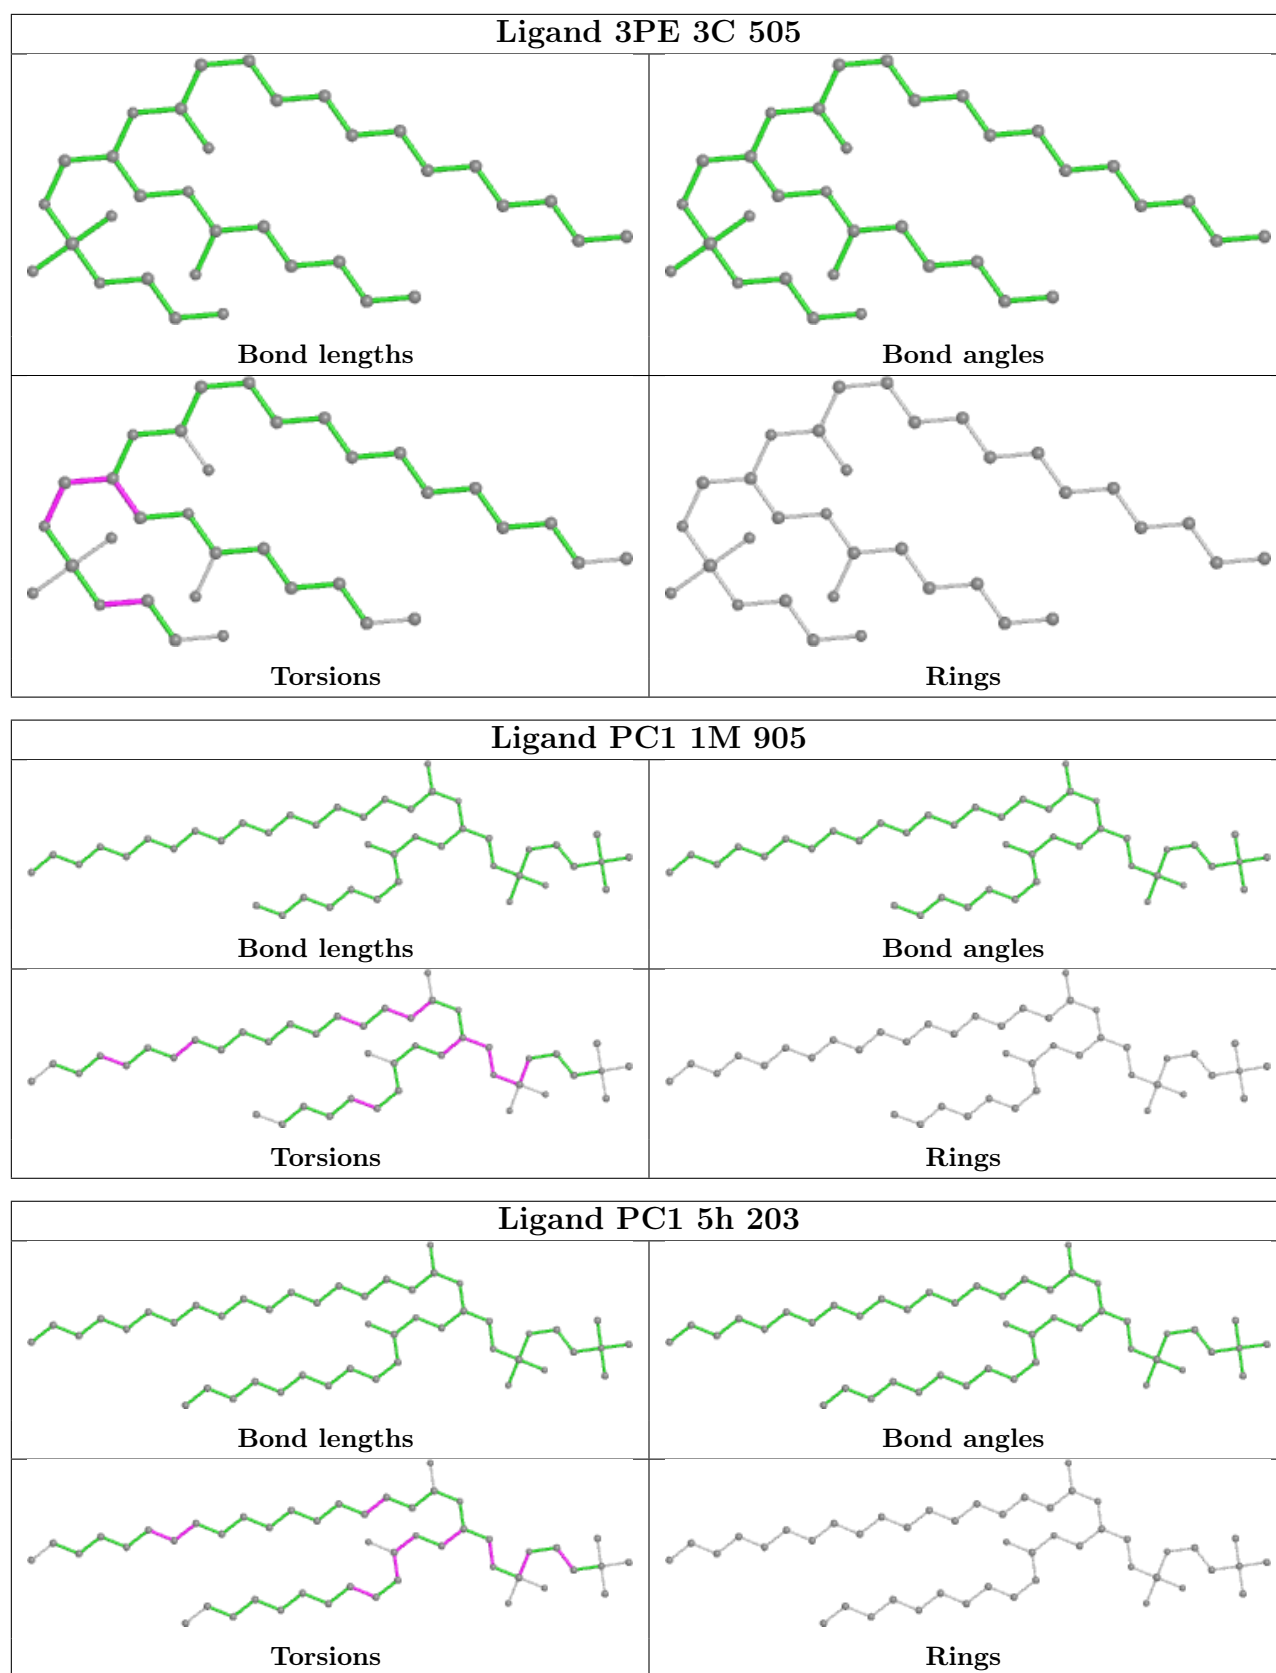 Ligand 3PE 3C 505
Bond lengths
Bond angles
Torsions
Rings
Ligand PC1 1M 905
Bond lengths
Bond angles
Torsions
Rings
Ligand PC1 5h 203
Bond lengths
Bond angles
Torsions
Rings